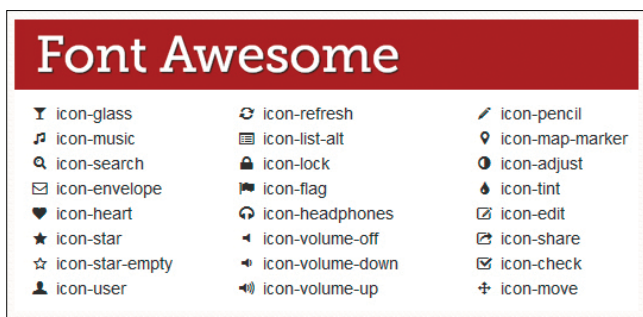 Font Awesome
icon-glass
icon-music
icon-search
icon-envelope
icon-heart
icon-star
icon-star-empty
icon-user
icon-refresh
icon-list-alt
icon-lock
icon-flag
icon-headphones
icon-volume-off
icon-volume-down
icon-volume-up
icon-pencil
icon-map-marker
icon-adjust
icon-tint
icon-edit
icon-share
icon-check
icon-move